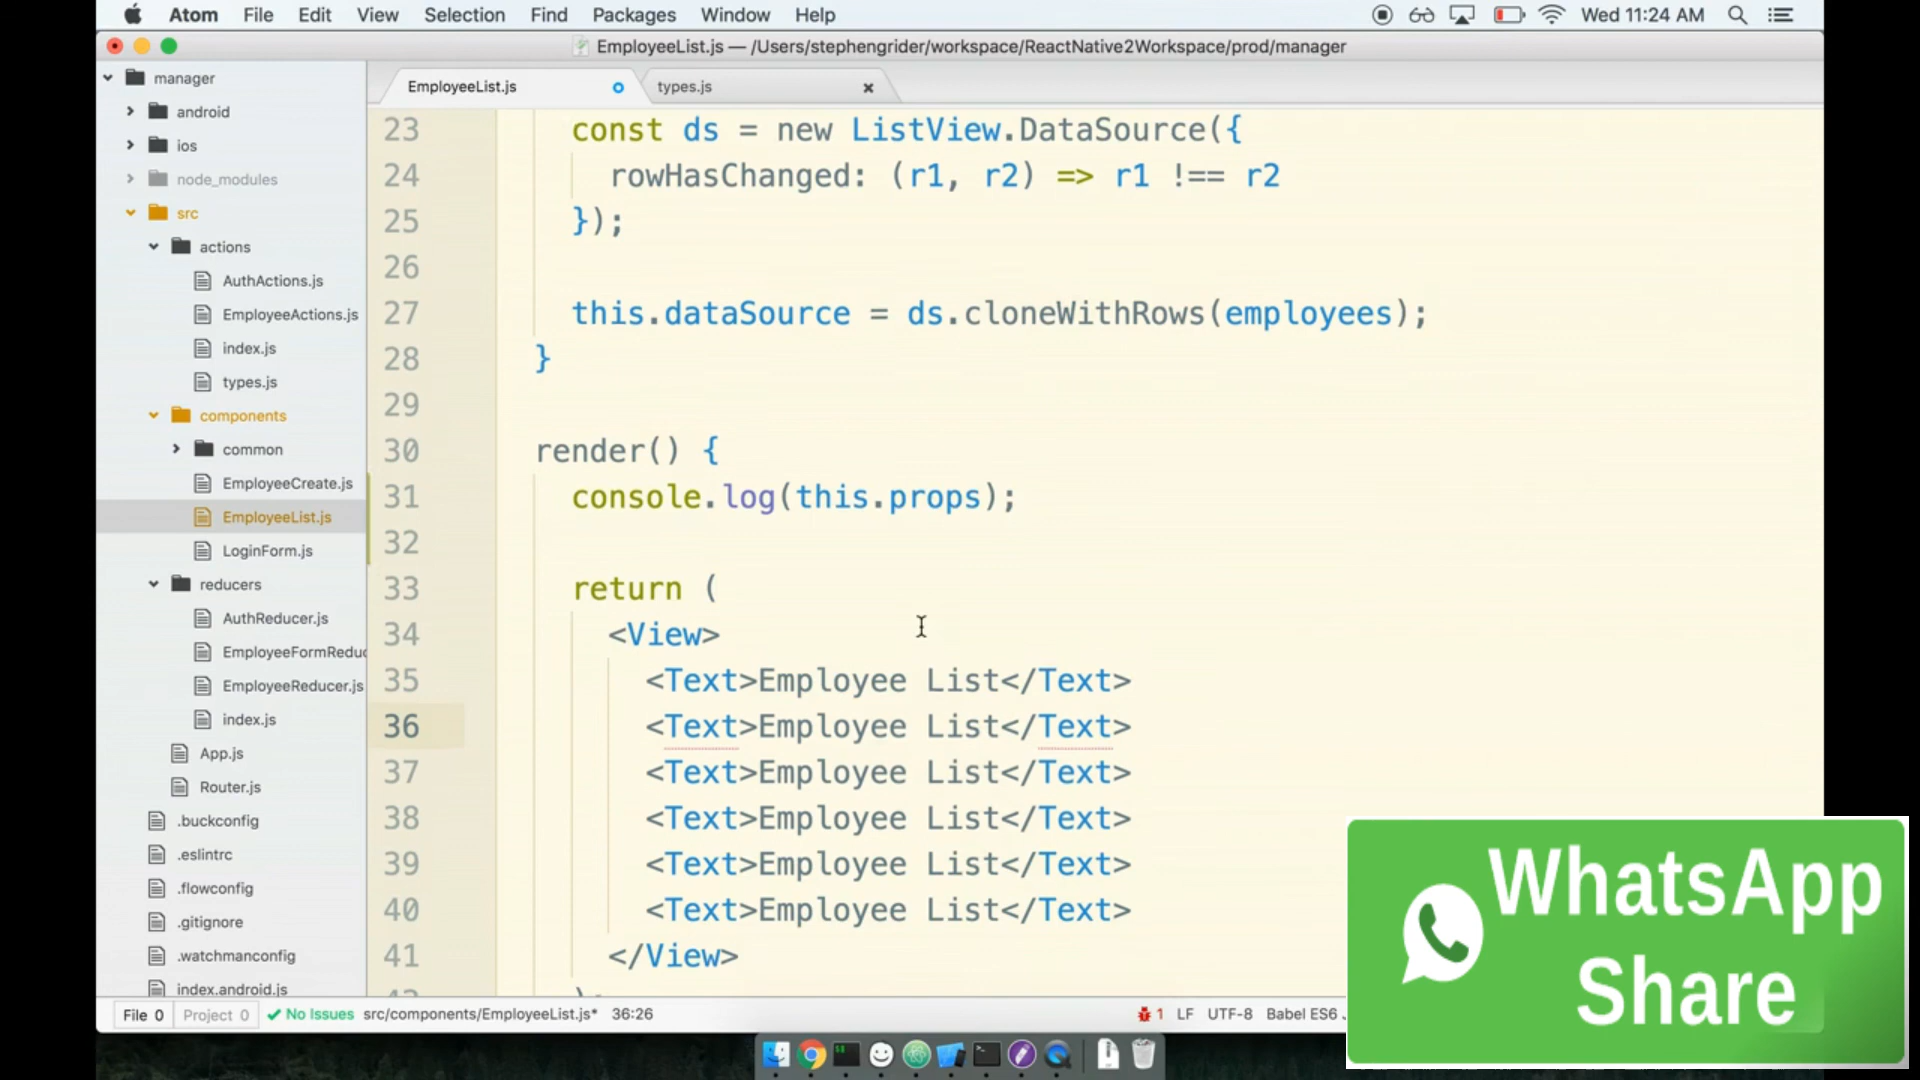 Atom File Edit View Selection Find Packages Window Help Wed 11:24 AM
EmployeeList.js — /Users/stephengrider/workspace/ReactNative2Workspace/prod/manager
manager
android
ios
node_modules
src
actions
AuthActions.js
EmployeeActions.js
index.js
types.js
components
common
EmployeeCreate.js
EmployeeList.js
LoginForm.js
reducers
AuthReducer.js
EmployeeFormReduc
EmployeeReducer.js
index.js
App.js
Router.js
.buckconfig
.eslintrc
.flowconfig
.gitignore
.watchmanconfig
index.android.js
EmployeeList.js types.js
23 const ds = new ListView.DataSource({
24 rowHasChanged: (r1, r2) => r1 !== r2
25 });
26
27 this.dataSource = ds.cloneWithRows(employees);
28 }
29
30 render() {
31 console.log(this.props);
32
33 return (
34 <View>
35 <Text>Employee List</Text>
36 <Text>Employee List</Text>
37 <Text>Employee List</Text>
38 <Text>Employee List</Text>
39 <Text>Employee List</Text>
40 <Text>Employee List</Text>
41 </View>
File 0 Project 0 No Issues src/components/EmployeeList.js* 36:26 1 LF UTF-8 Babel ES6
WhatsApp
Share